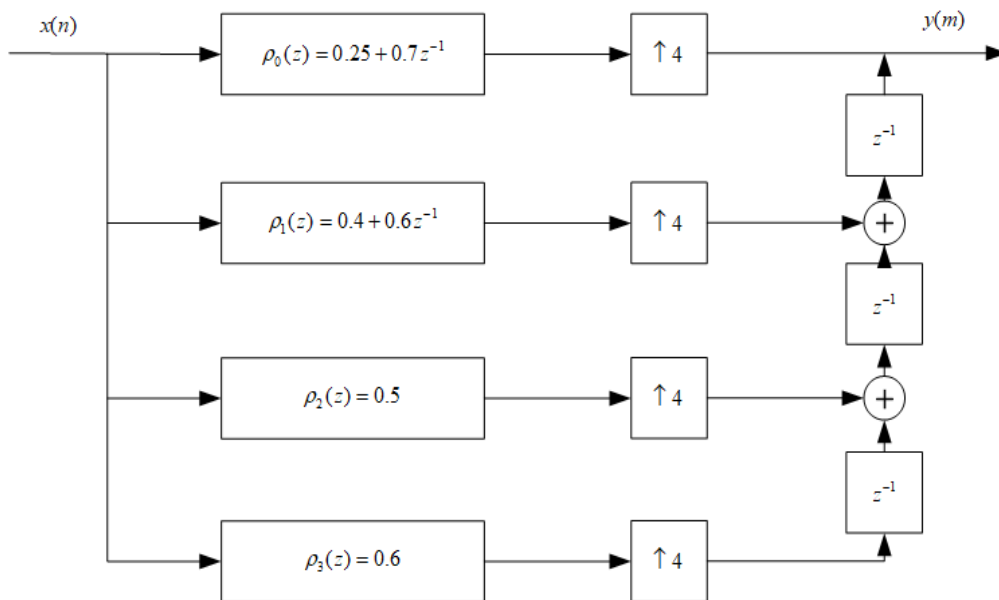 x(n)
y(m)
ρ₀(z) = 0.25 + 0.7z⁻¹
↑ 4
z⁻¹
ρ₁(z) = 0.4 + 0.6z⁻¹
↑ 4
+
z⁻¹
ρ₂(z) = 0.5
↑ 4
+
z⁻¹
ρ₃(z) = 0.6
↑ 4